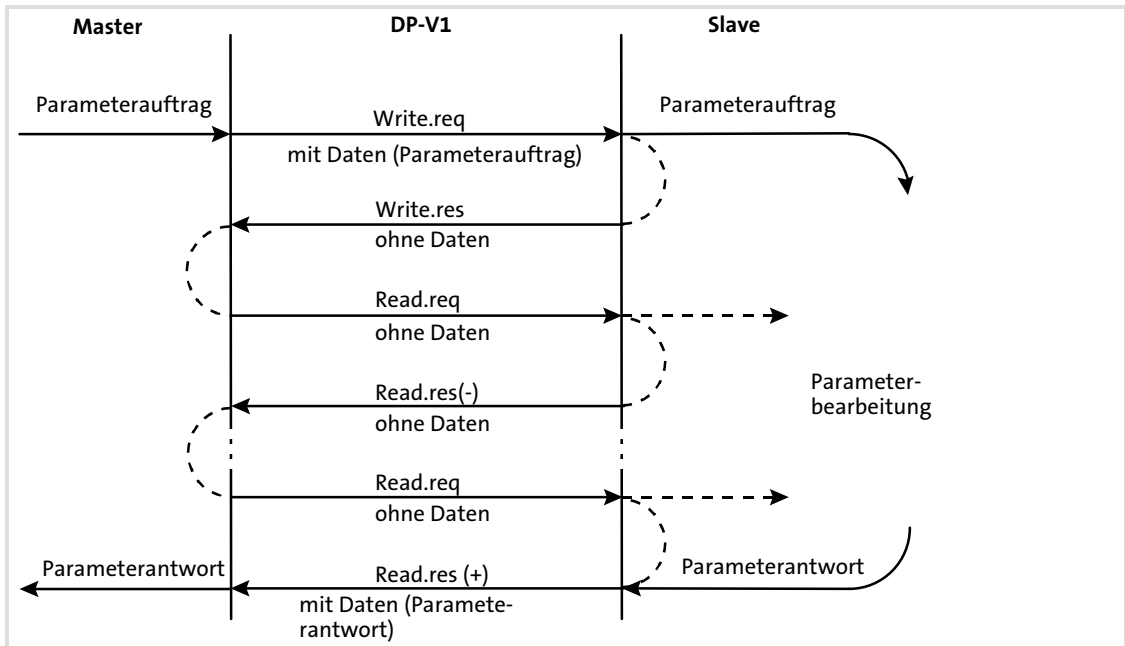 Master
DP-V1
Slave
Parameterauftrag
Write.req
Parameterauftrag
mit Daten (Parameterauftrag)
Write.res
ohne Daten
Read.req
ohne Daten
Read.res(-)
ohne Daten
Parameter-
bearbeitung
Read.req
ohne Daten
Parameterantwort
Read.res (+)
Parameterantwort
mit Daten (Paramete-
rantwort)